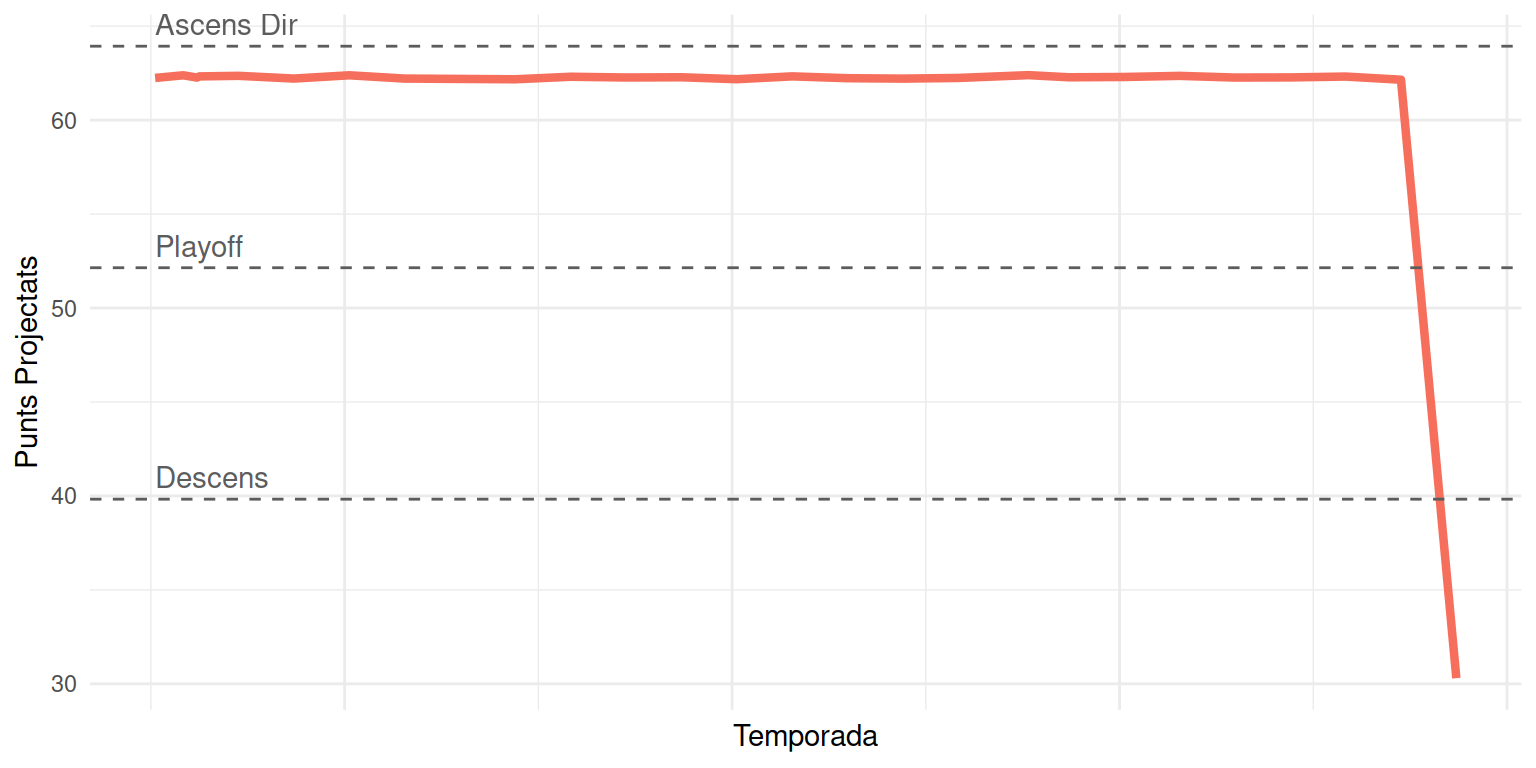 Ascens Dir
60
Playoff
50
Descens
40
30
Punts Projectats
Temporada